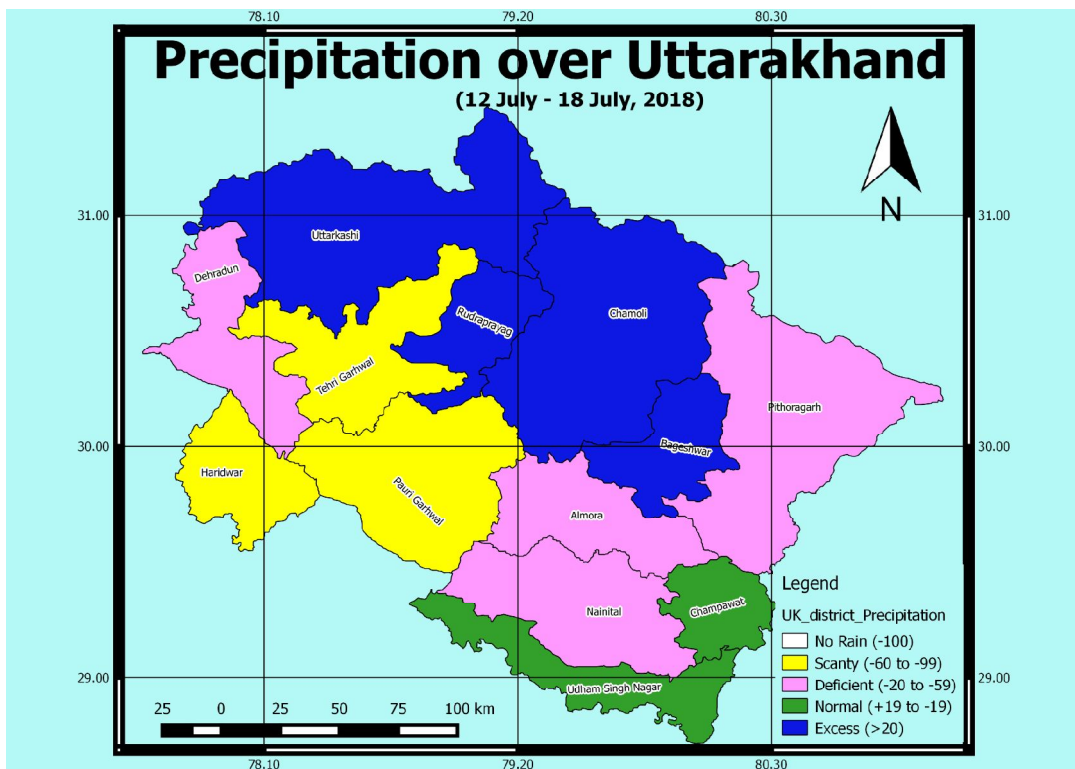 78.10 79.20 80.30
Precipitation over Uttarakhand
(12 July - 18 July, 2018)
N
31.00 31.00
Uttarkashi
Dehradun
Chamoli
Rudraprayag
Tehri Garhwal
Pithoragarh
30.00 30.00
Bageshwar
Haridwar
Pauri Garhwal
Almora
Nainital
Champawat
Udham Singh Nagar
29.00 29.00
Legend
UK_district_Precipitation
No Rain (-100)
Scanty (-60 to -99)
Deficient (-20 to -59)
Normal (+19 to -19)
Excess (>20)
25 0 25 50 75 100 km
78.10 79.20 80.30